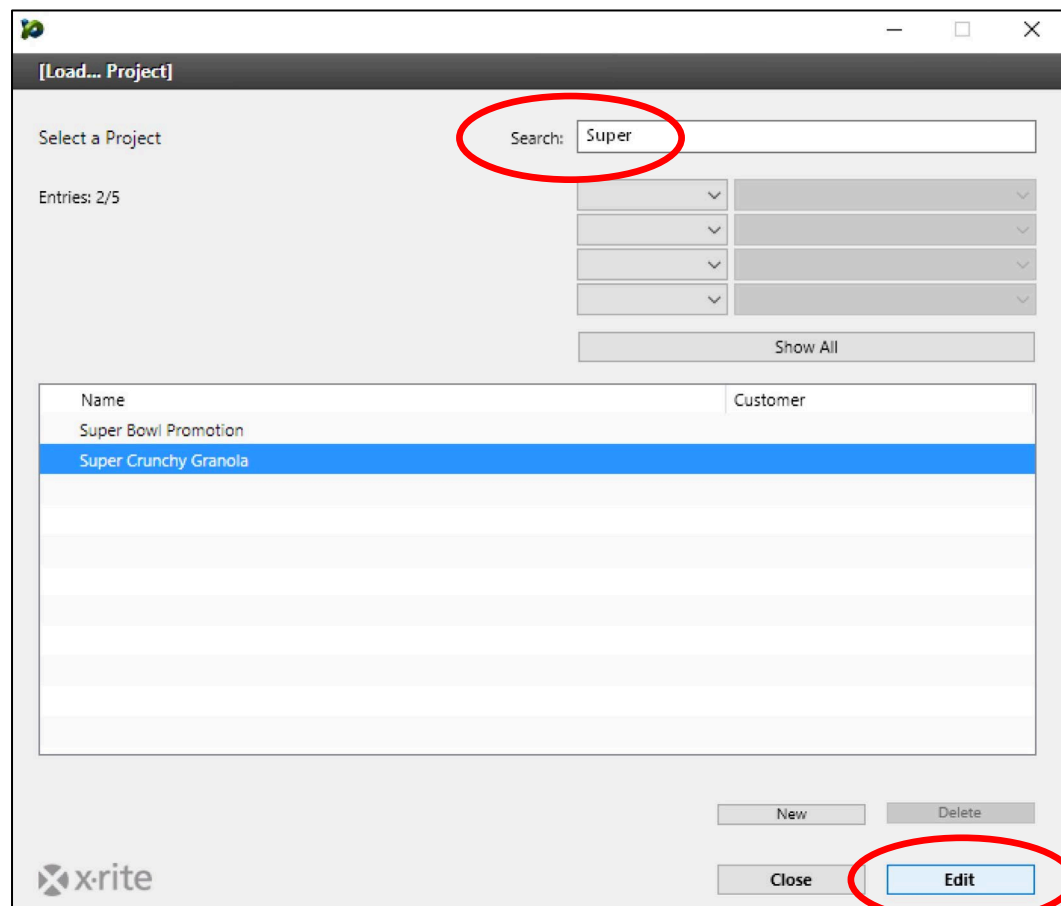 [Load... Project]
Select a Project
Search: Super
Entries: 2/5
Show All
Name Customer
Super Bowl Promotion
Super Crunchy Granola
New Delete
x·rite Close Edit